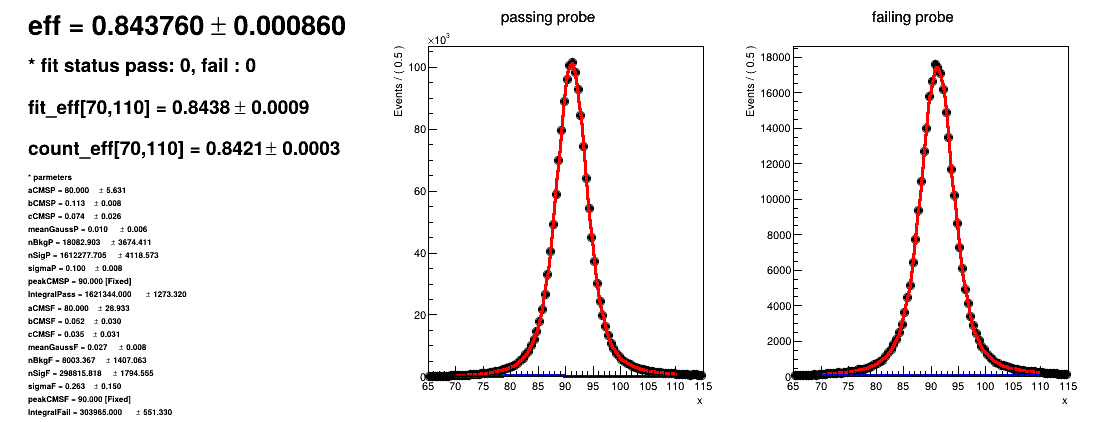 eff = 0.843760 ± 0.000860
* fit status pass: 0, fail : 0
fit_eff[70,110] = 0.8438 ± 0.0009
count_eff[70,110] = 0.8421± 0.0003
* parmeters
aCMSP = 80.000 ± 5.631
bCMSP = 0.113 ± 0.008
cCMSP = 0.074 ± 0.026
meanGaussP = 0.010 ± 0.006
nBkgP = 18082.903 ± 3674.411
nSigP = 1612277.705 ± 4118.573
sigmaP = 0.100 ± 0.008
peakCMSP = 90.000 [Fixed]
IntegralPass = 1621344.000 ± 1273.320
aCMSF = 80.000 ± 28.933
bCMSF = 0.052 ± 0.030
cCMSF = 0.035 ± 0.031
meanGaussF = 0.027 ± 0.008
nBkgF = 8003.367 ± 1407.063
nSigF = 298815.818 ± 1794.555
sigmaF = 0.263 ± 0.150
peakCMSF = 90.000 [Fixed]
IntegralFail = 303965.000 ± 551.330
passing probe
×10³
Events / ( 0.5 )
100
80
60
40
20
0
65 70 75 80 85 90 95 100 105 110 115
x
failing probe
Events / ( 0.5 )
18000
16000
14000
12000
10000
8000
6000
4000
2000
0
65 70 75 80 85 90 95 100 105 110 115
x